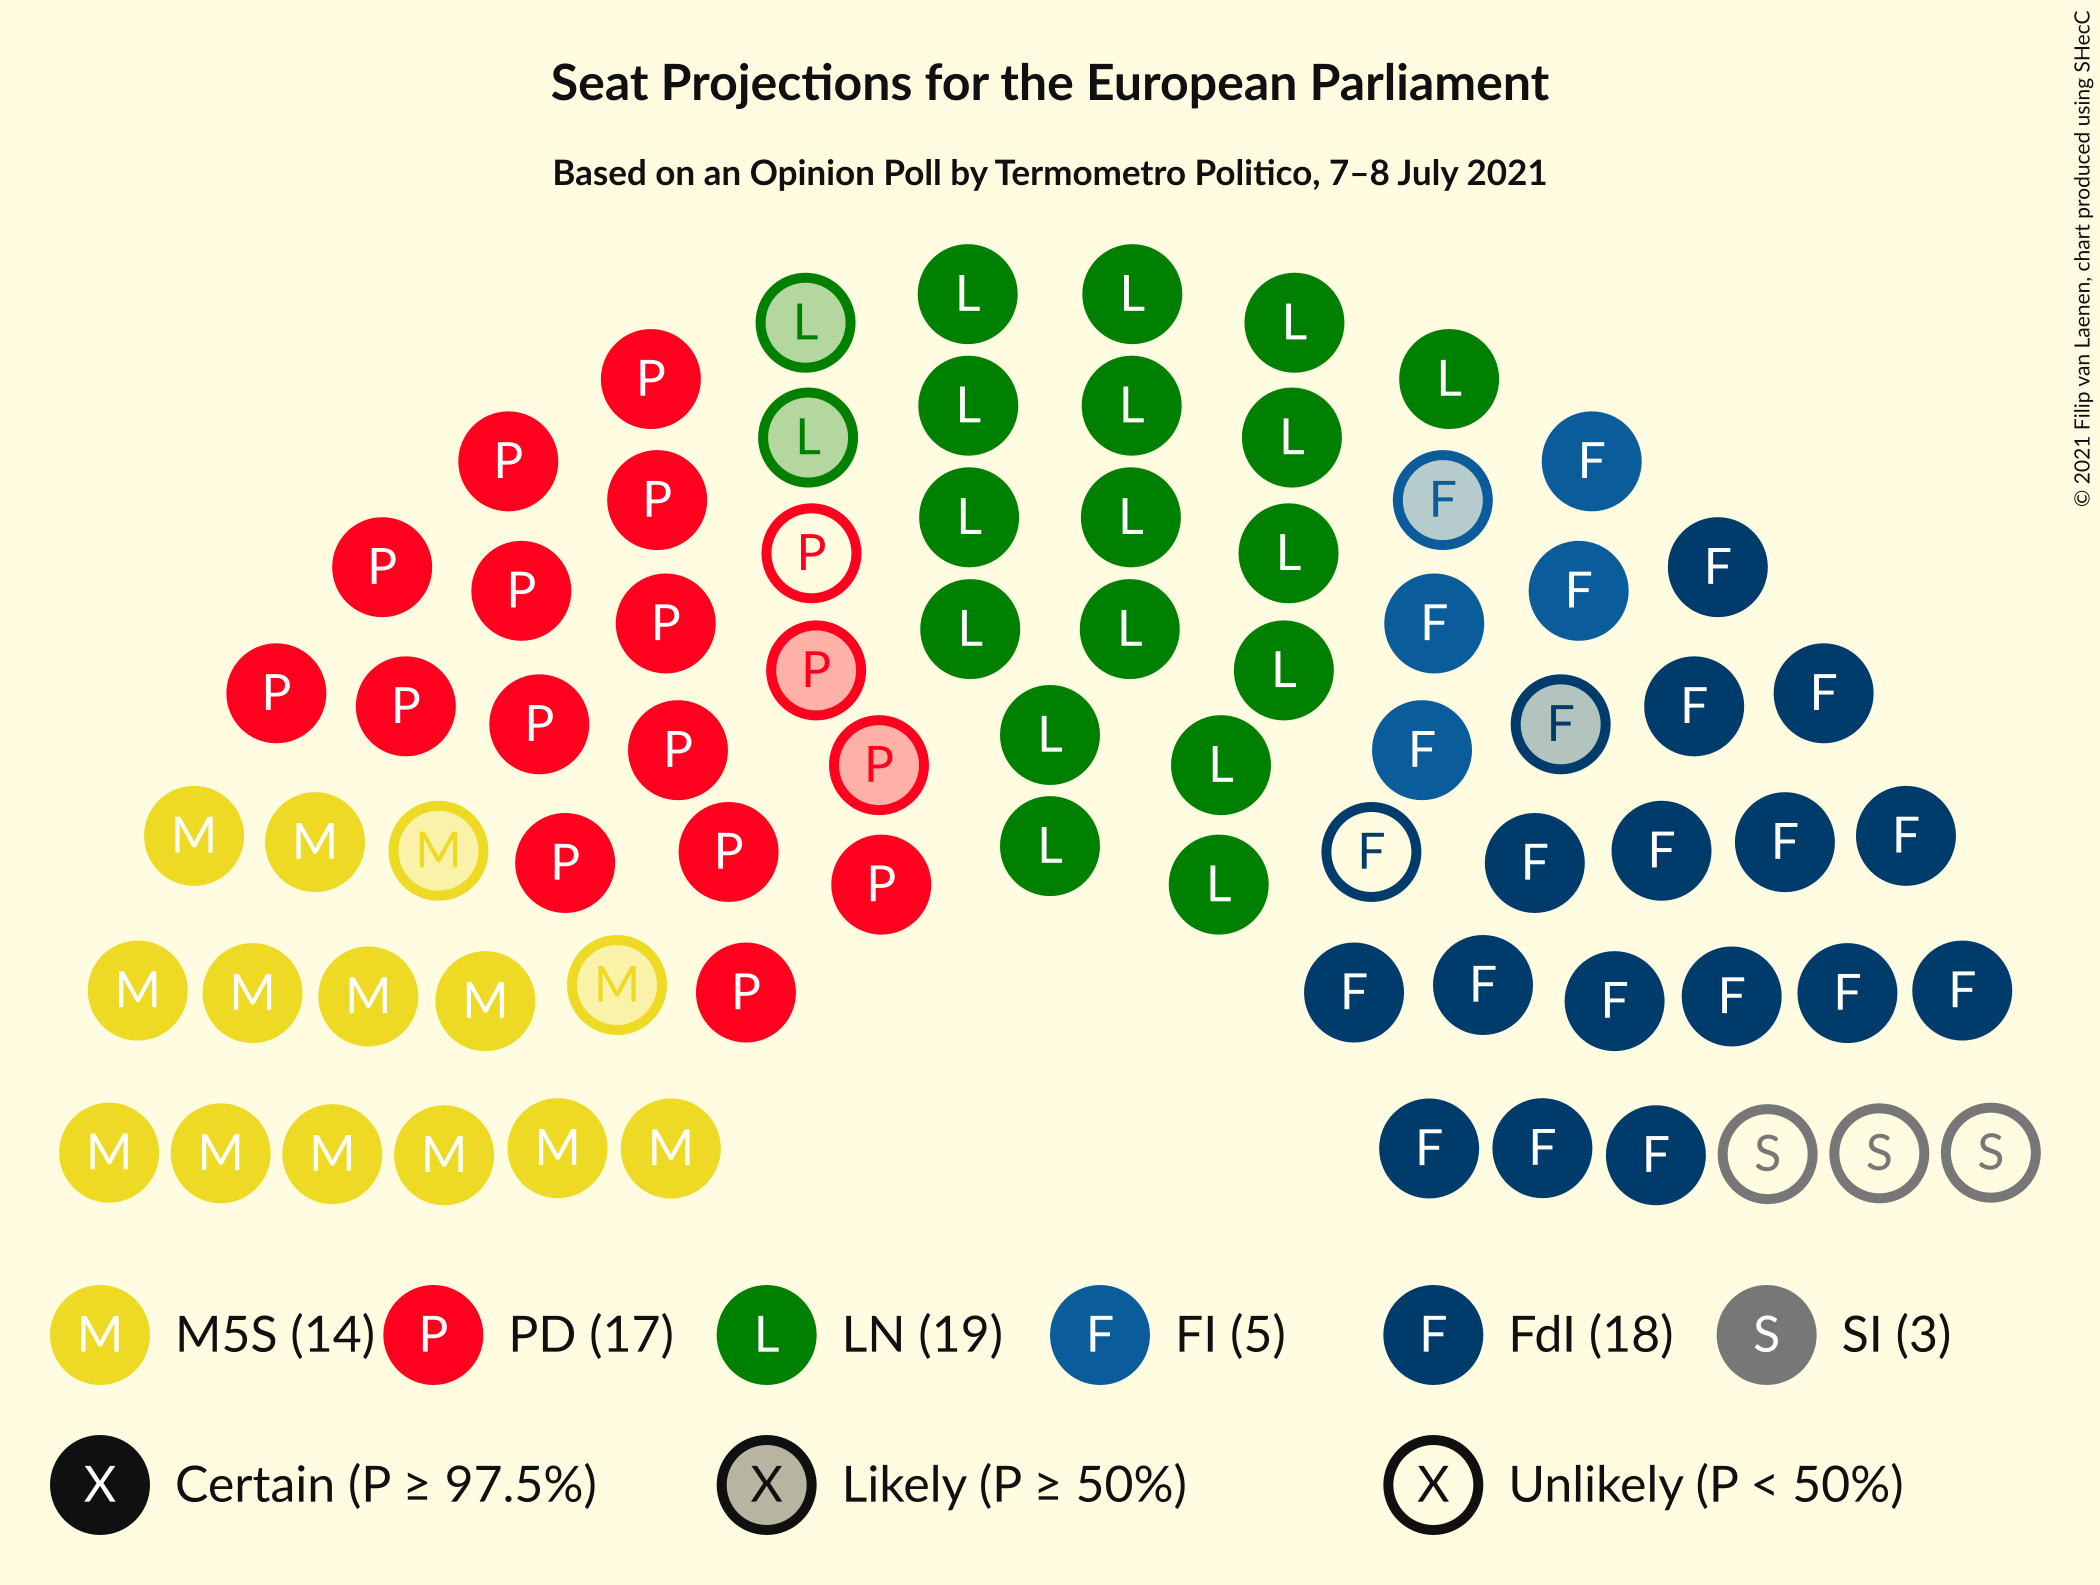 Seat Projections for the European Parliament
Based on an Opinion Poll by Termometro Politico, 7–8 July 2021
© 2021 Filip van Laenen, chart produced using SHecC
L L
L L
P L
L L
L L
P F
P L
F
P L L
P F F
P L
P F
L L
P
P F
P F
P F F
P
P L F
P L L
M F
M F
M P P F F F
L
P L
M M M M F F F F
M P F
M M M M M M F F F S S S
M M5S (14) P PD (17) L LN (19) F FI (5) F FdI (18) S SI (3)
X Certain (P ≥ 97.5%) X Likely (P ≥ 50%) X Unlikely (P < 50%)